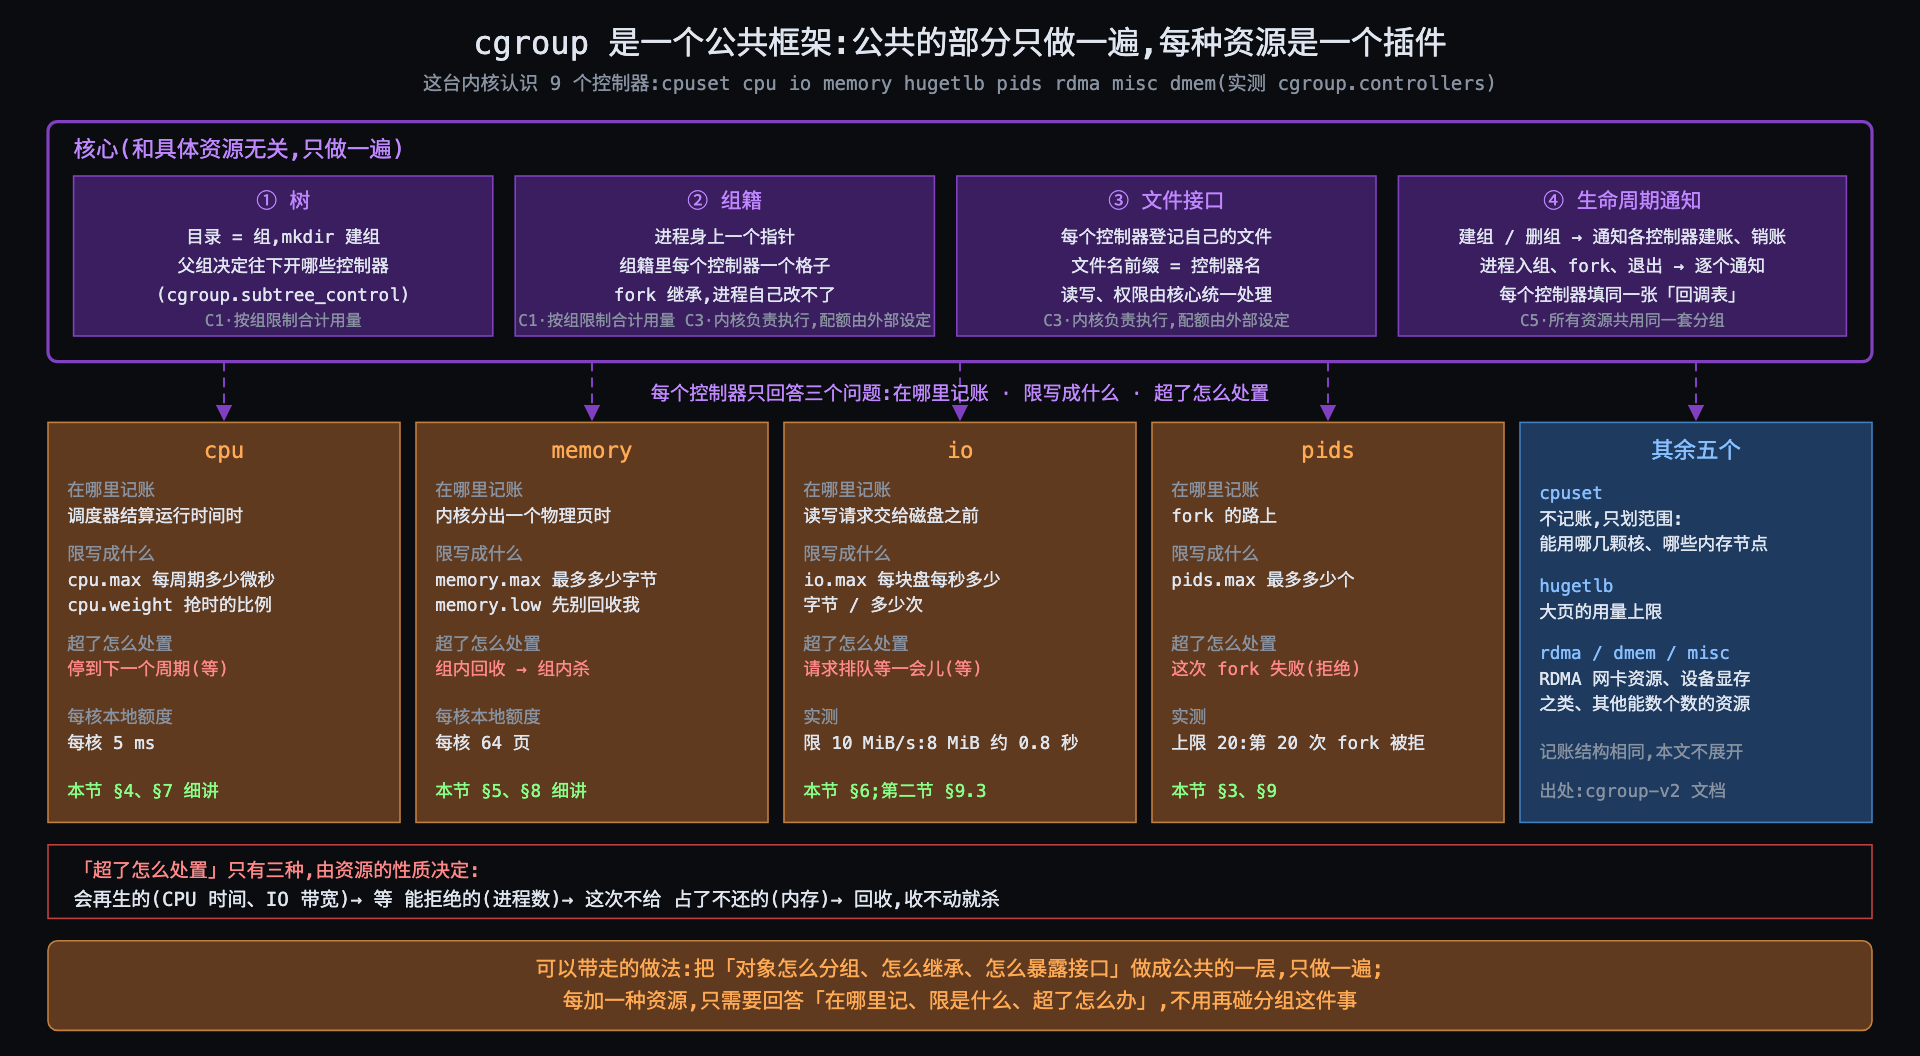 cgroup 是一个公共框架:公共的部分只做一遍,每种资源是一个插件
这台内核认识 9 个控制器:cpuset cpu io memory hugetlb pids rdma misc dmem(实测 cgroup.controllers)
核心(和具体资源无关,只做一遍)
① 树
目录 = 组,mkdir 建组
父组决定往下开哪些控制器
(cgroup.subtree_control)
C1·按组限制合计用量
② 组籍
进程身上一个指针
组籍里每个控制器一个格子
fork 继承,进程自己改不了
C1·按组限制合计用量 C3·内核负责执行,配额由外部设定
③ 文件接口
每个控制器登记自己的文件
文件名前缀 = 控制器名
读写、权限由核心统一处理
C3·内核负责执行,配额由外部设定
④ 生命周期通知
建组 / 删组 → 通知各控制器建账、销账
进程入组、fork、退出 → 逐个通知
每个控制器填同一张「回调表」
C5·所有资源共用同一套分组
每个控制器只回答三个问题:在哪里记账 · 限写成什么 · 超了怎么处置
cpu
在哪里记账
调度器结算运行时间时
限写成什么
cpu.max 每周期多少微秒
cpu.weight 抢时的比例
超了怎么处置
停到下一个周期(等)
每核本地额度
每核 5 ms
本节 §4、§7 细讲
memory
在哪里记账
内核分出一个物理页时
限写成什么
memory.max 最多多少字节
memory.low 先别回收我
超了怎么处置
组内回收 → 组内杀
每核本地额度
每核 64 页
本节 §5、§8 细讲
io
在哪里记账
读写请求交给磁盘之前
限写成什么
io.max 每块盘每秒多少
字节 / 多少次
超了怎么处置
请求排队等一会儿(等)
实测
限 10 MiB/s:8 MiB 约 0.8 秒
本节 §6;第二节 §9.3
pids
在哪里记账
fork 的路上
限写成什么
pids.max 最多多少个
超了怎么处置
这次 fork 失败(拒绝)
实测
上限 20:第 20 次 fork 被拒
本节 §3、§9
其余五个
cpuset
不记账,只划范围:
能用哪几颗核、哪些内存节点
hugetlb
大页的用量上限
rdma / dmem / misc
RDMA 网卡资源、设备显存
之类、其他能数个数的资源
记账结构相同,本文不展开
出处:cgroup-v2 文档
「超了怎么处置」只有三种,由资源的性质决定:
会再生的(CPU 时间、IO 带宽)→ 等 能拒绝的(进程数)→ 这次不给 占了不还的(内存)→ 回收,收不动就杀
可以带走的做法:把「对象怎么分组、怎么继承、怎么暴露接口」做成公共的一层,只做一遍;
每加一种资源,只需要回答「在哪里记、限是什么、超了怎么办」,不用再碰分组这件事